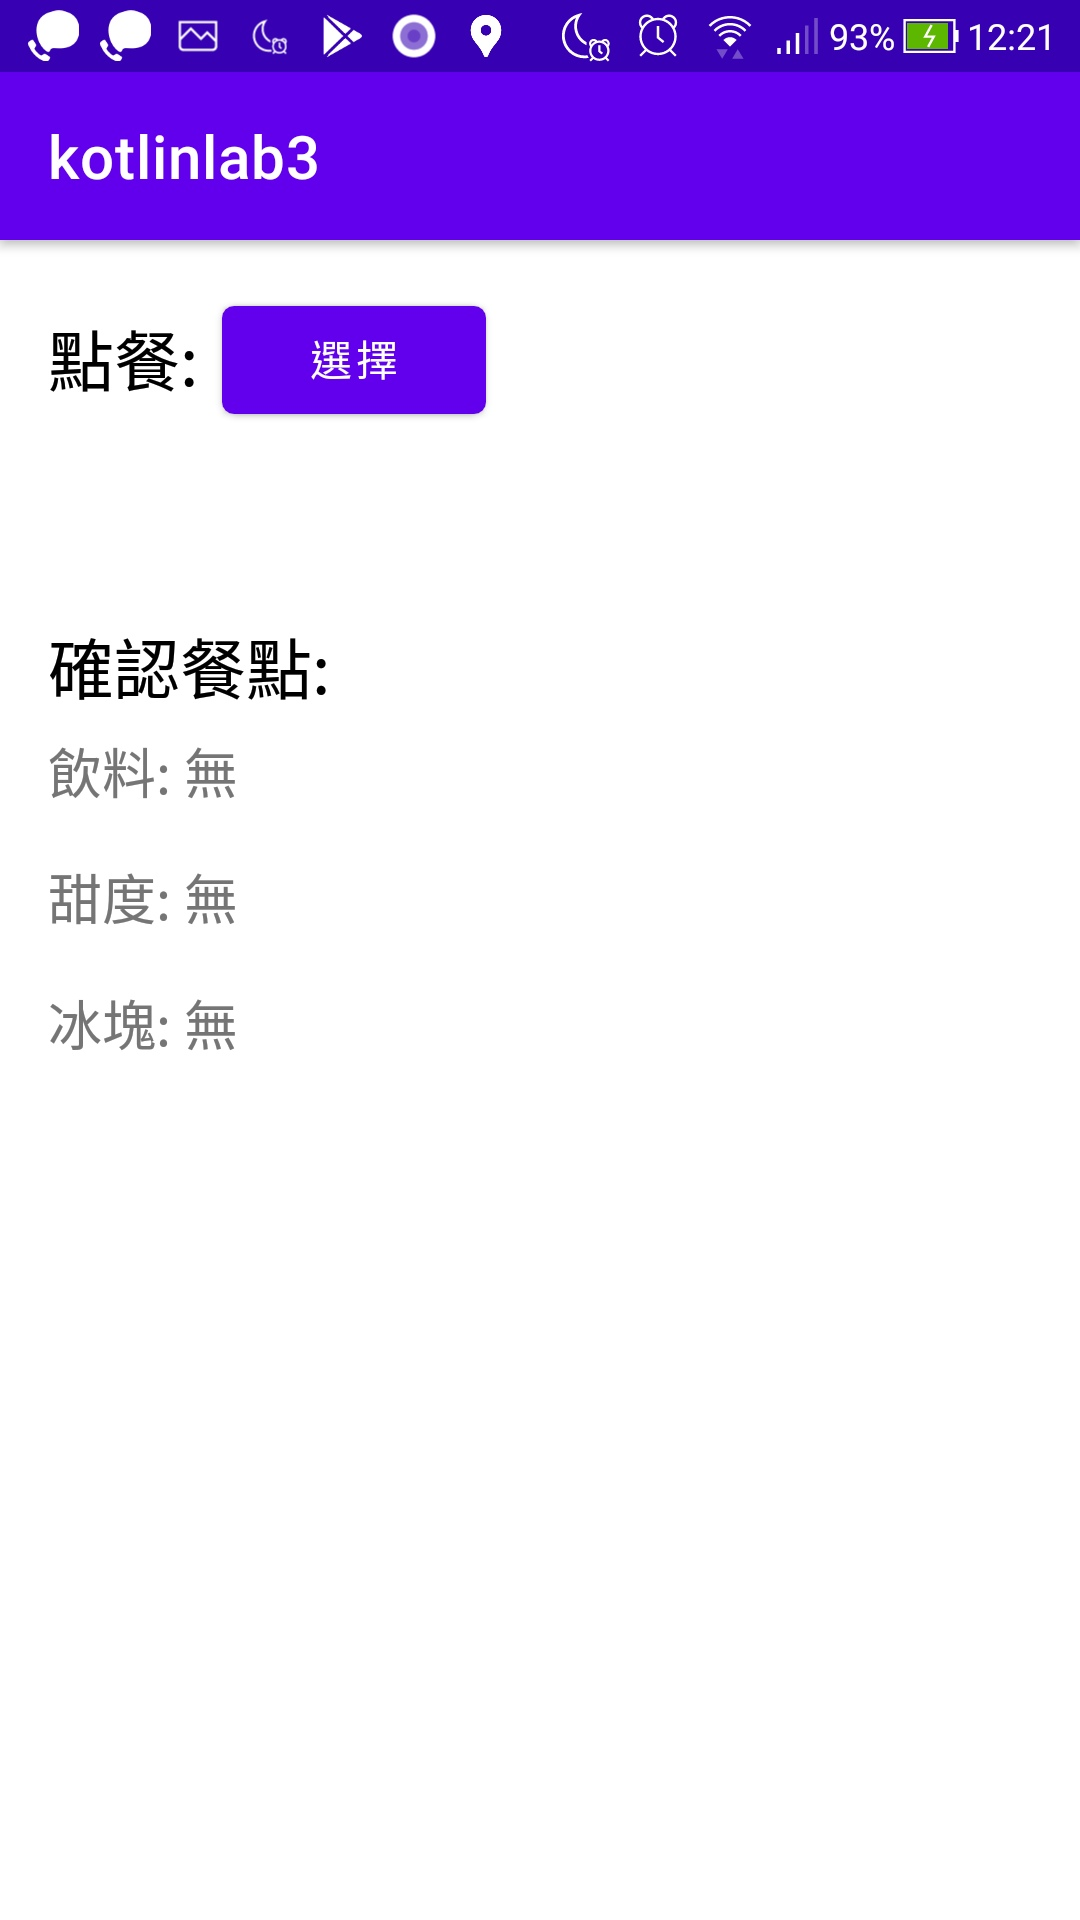 93% 12:21
kotlinlab3
點餐: 選擇
確認餐點:
飲料: 無
甜度: 無
冰塊: 無